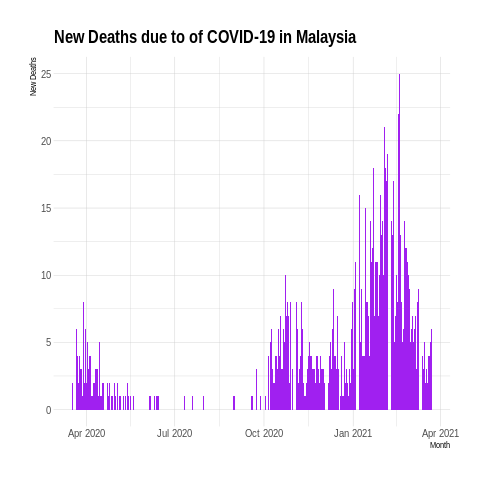 New Deaths due to of COVID-19 in Malaysia
New Deaths
25
20
15
10
5
0
Apr 2020 Jul 2020 Oct 2020 Jan 2021 Apr 2021
Month